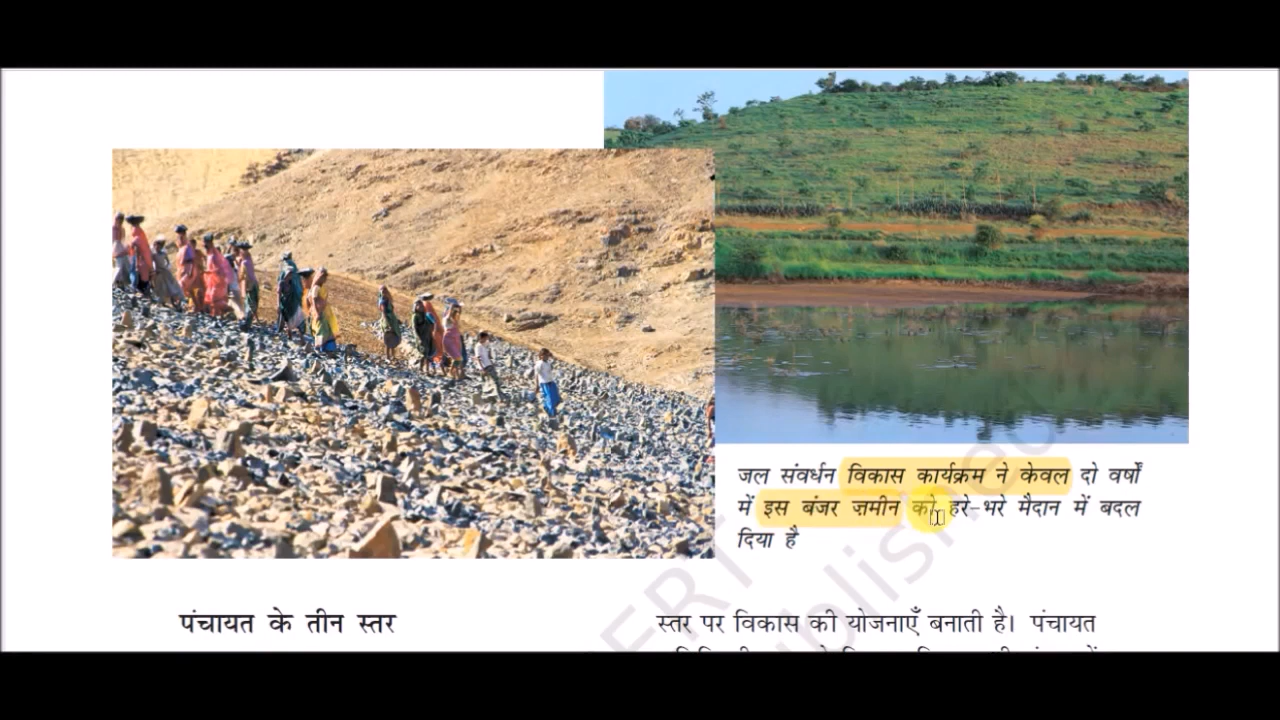 जल संवर्धन विकास कार्यक्रम ने केवल दो वर्षों
में इस बंजर ज़मीन को हरे-भरे मैदान में बदल
दिया है
पंचायत के तीन स्तर
स्तर पर विकास की योजनाएँ बनाती है। पंचायत